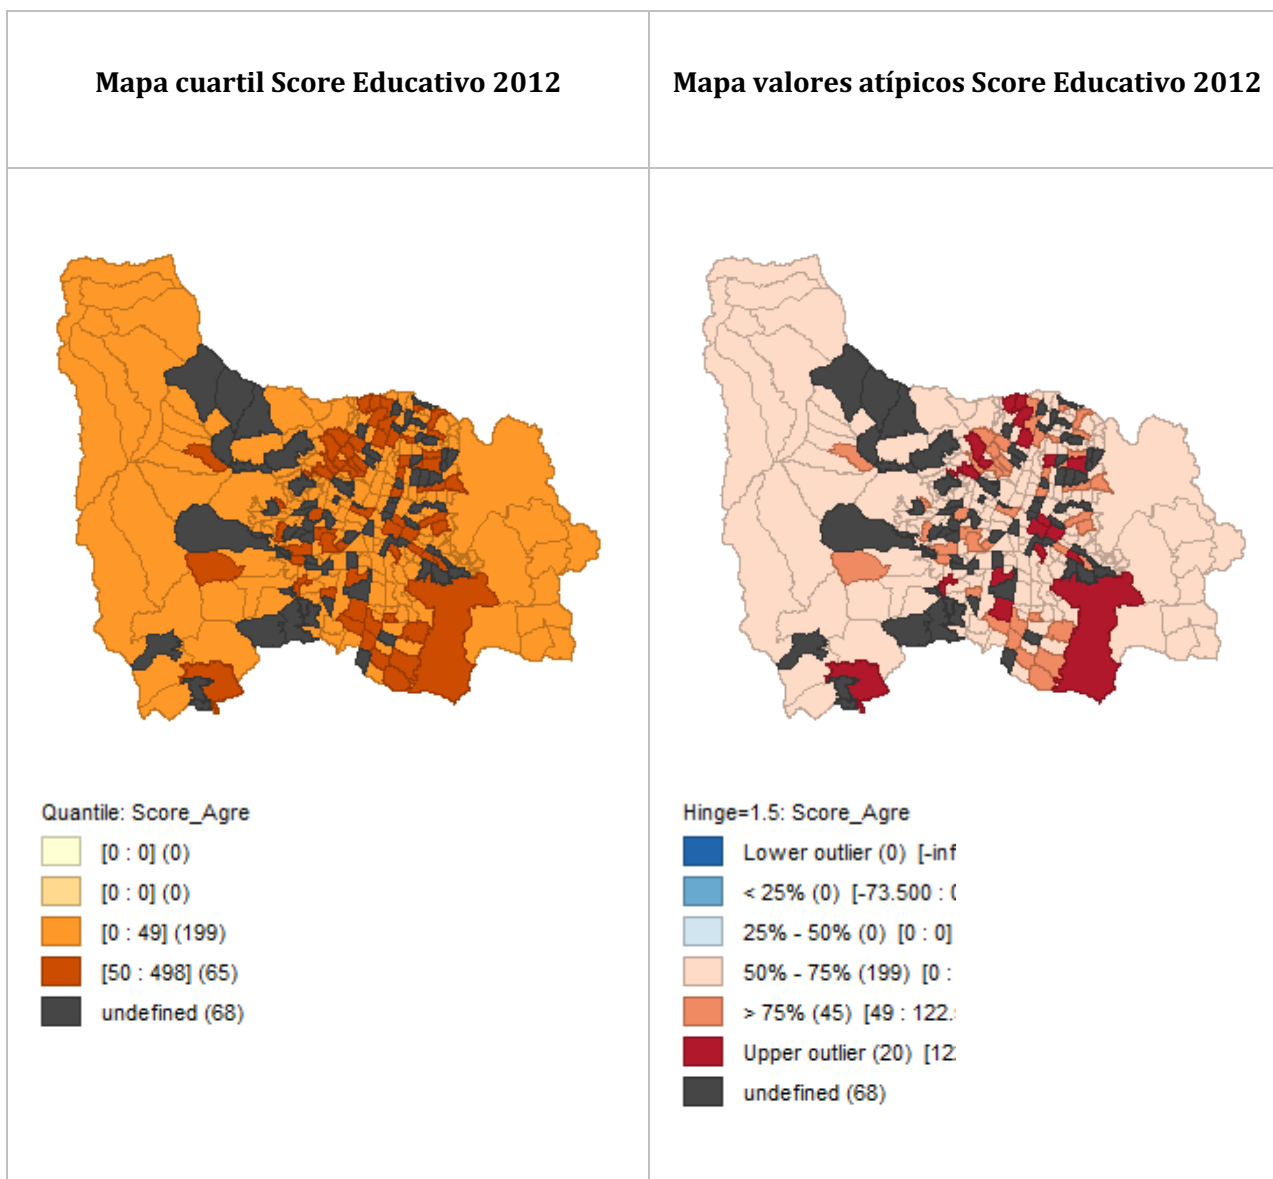 Mapa cuartil Score Educativo 2012
Mapa valores atípicos Score Educativo 2012
Quantile: Score_Agre
[0 : 0] (0)
[0 : 0] (0)
[0 : 49] (199)
[50 : 498] (65)
undefined (68)
Hinge=1.5: Score_Agre
Lower outlier (0) [-inf
< 25% (0) [-73.500 : 0
25% - 50% (0) [0 : 0]
50% - 75% (199) [0 :
> 75% (45) [49 : 122.
Upper outlier (20) [12
undefined (68)